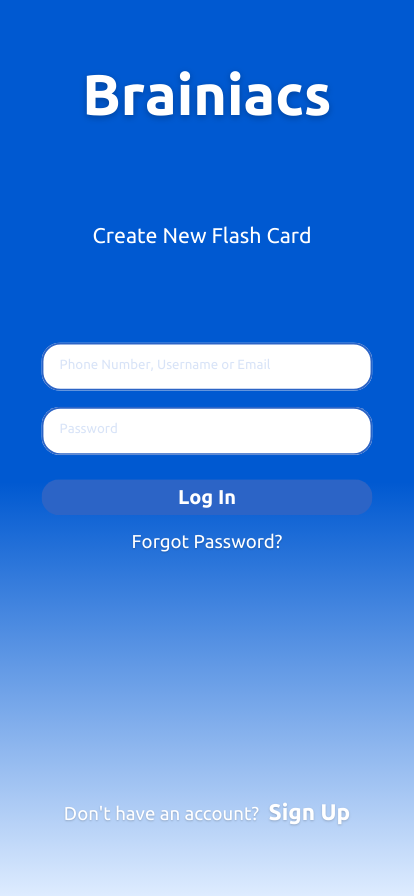 Brainiacs
Create New Flash Card
Phone Number, Username or Email
Password
Log In
Forgot Password?
Don't have an account? Sign Up